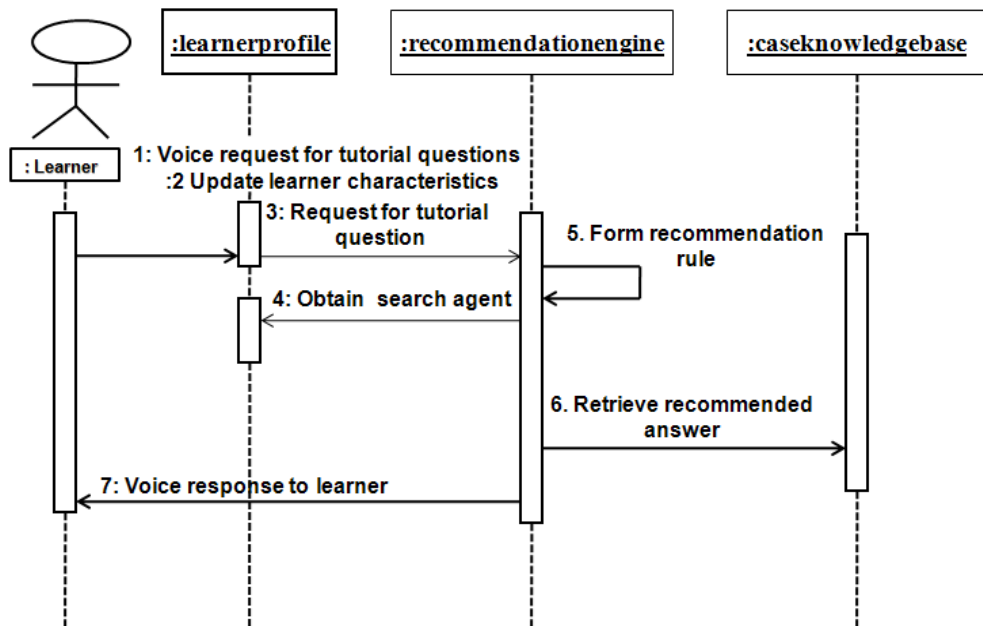 :learnerprofile
:recommendationengine
:caseknowledgebase
: Learner
1: Voice request for tutorial questions
:2 Update learner characteristics
3: Request for tutorial
question
5. Form recommendation
rule
4: Obtain search agent
6. Retrieve recommended
answer
7: Voice response to learner